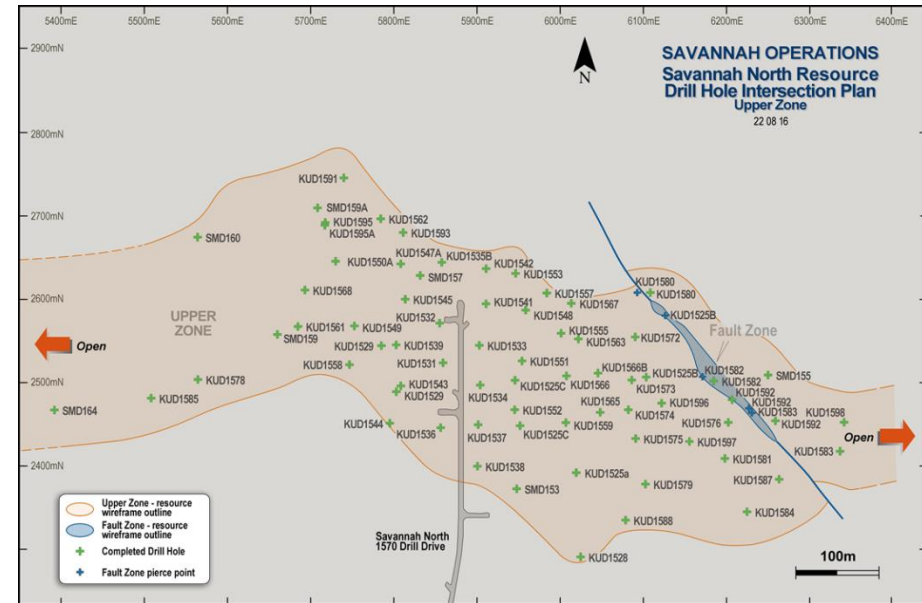 5400mE 5500mE 5600mE 5700mE 5800mE 5900mE 6000mE 6100mE 6200mE 6300mE 6400mE
2900mN
SAVANNAH OPERATIONS
Savannah North Resource
Drill Hole Intersection Plan
Upper Zone
22 08 16
N
2800mN
KUD1591
2700mN
SMD159A
KUD1562
KUD1595
KUD1595A
KUD1593
SMD160
KUD1547A
KUD1535B
KUD1550A
KUD1542
SMD157
KUD1553
KUD1580
KUD1580
2600mN
KUD1568
KUD1545
KUD1541
KUD1557
KUD1567
KUD1548
KUD1525B
UPPER
ZONE
KUD1532
KUD1561
KUD1549
KUD1555
Fault Zone
SMD159
KUD1563
KUD1572
Open
KUD1539
KUD1533
KUD1558
KUD1531
KUD1551
KUD1566B
KUD1582
2500mN
KUD1578
KUD1543
KUD1525C
KUD1566
KUD1525B
KUD1582
SMD155
KUD1529
KUD1529
KUD1534
KUD1573
KUD1592
KUD1585
KUD1565
KUD1596
KUD1592
SMD164
KUD1552
KUD1574
KUD1583
KUD1598
KUD1544
KUD1576
KUD1592
KUD1536
KUD1537
KUD1525C
KUD1559
KUD1575
KUD1597
Open
2400mN
KUD1538
KUD1581
KUD1583
KUD1525a
KUD1587
SMD153
KUD1579
KUD1588
KUD1584
KUD1528
Savannah North
1570 Drill Drive
Upper Zone - resource
wireframe outline
Fault Zone - resource
wireframe outline
Completed Drill Hole
Fault Zone pierce point
100m